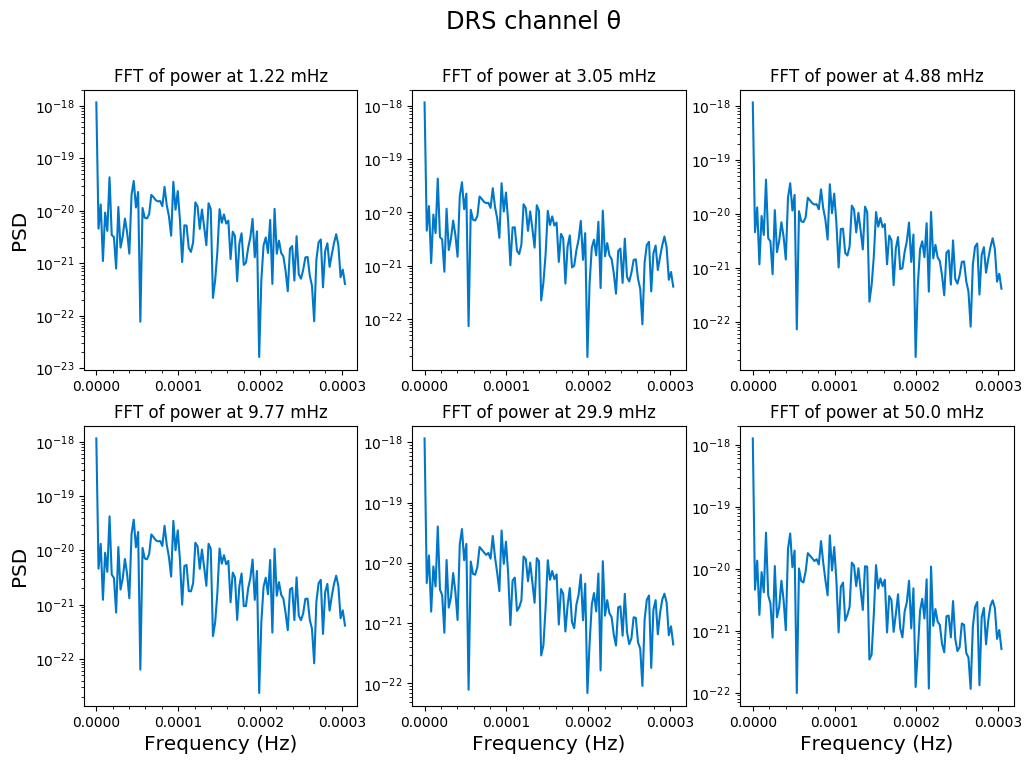 DRS channel θ
FFT of power at 1.22 mHz
FFT of power at 3.05 mHz
FFT of power at 4.88 mHz
10⁻¹⁸
10⁻¹⁹
10⁻²⁰
10⁻²¹
10⁻²²
10⁻²³
PSD
0.0000 0.0001 0.0002 0.0003
10⁻¹⁸
10⁻¹⁹
10⁻²⁰
10⁻²¹
10⁻²²
0.0000 0.0001 0.0002 0.0003
10⁻¹⁸
10⁻¹⁹
10⁻²⁰
10⁻²¹
10⁻²²
0.0000 0.0001 0.0002 0.0003
FFT of power at 9.77 mHz
FFT of power at 29.9 mHz
FFT of power at 50.0 mHz
10⁻¹⁸
10⁻¹⁹
10⁻²⁰
10⁻²¹
10⁻²²
PSD
0.0000 0.0001 0.0002 0.0003
Frequency (Hz)
10⁻¹⁸
10⁻¹⁹
10⁻²⁰
10⁻²¹
10⁻²²
0.0000 0.0001 0.0002 0.0003
Frequency (Hz)
10⁻¹⁸
10⁻¹⁹
10⁻²⁰
10⁻²¹
10⁻²²
0.0000 0.0001 0.0002 0.0003
Frequency (Hz)